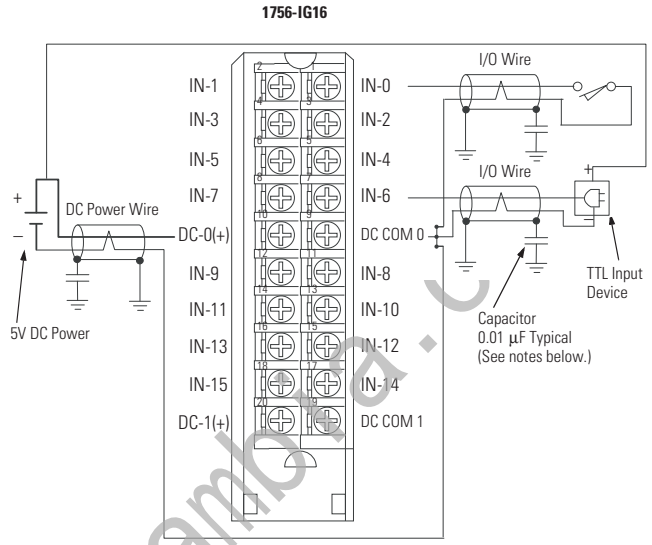 1756-IG16
2 1
IN-1 IN-0
4 3
IN-3 IN-2
6 5
IN-5 IN-4
8 7
IN-7 IN-6
10 9
DC-0(+) DC COM 0
12 11
IN-9 IN-8
14 13
IN-11 IN-10
16 15
IN-13 IN-12
18 17
IN-15 IN-14
20 19
DC-1(+) DC COM 1
I/O Wire
I/O Wire
+
TTL Input
Device
Capacitor
0.01 µF Typical
(See notes below.)
+
DC Power Wire
–
5V DC Power
ambia.c